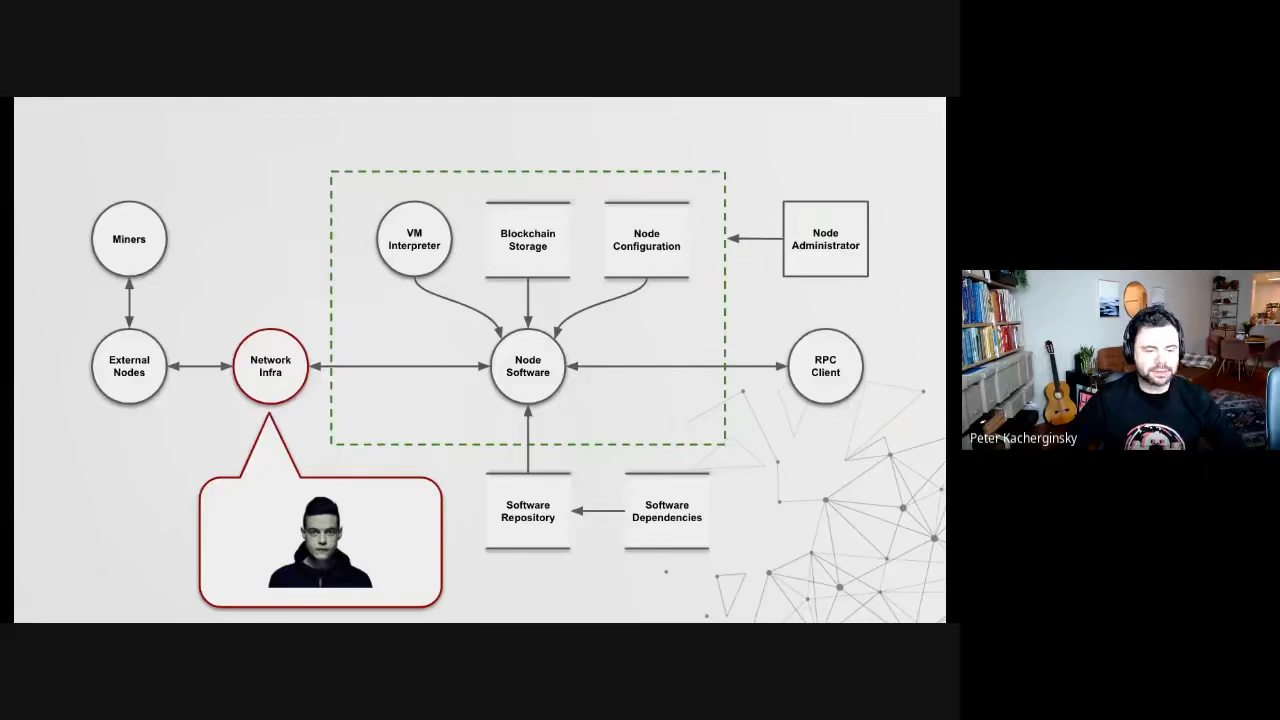 Miners
VM
Interpreter
Blockchain
Storage
Node
Configuration
Node
Administrator
External
Nodes
Network
Infra
Node
Software
RPC
Client
Software
Repository
Software
Dependencies
Peter Kacherginsky